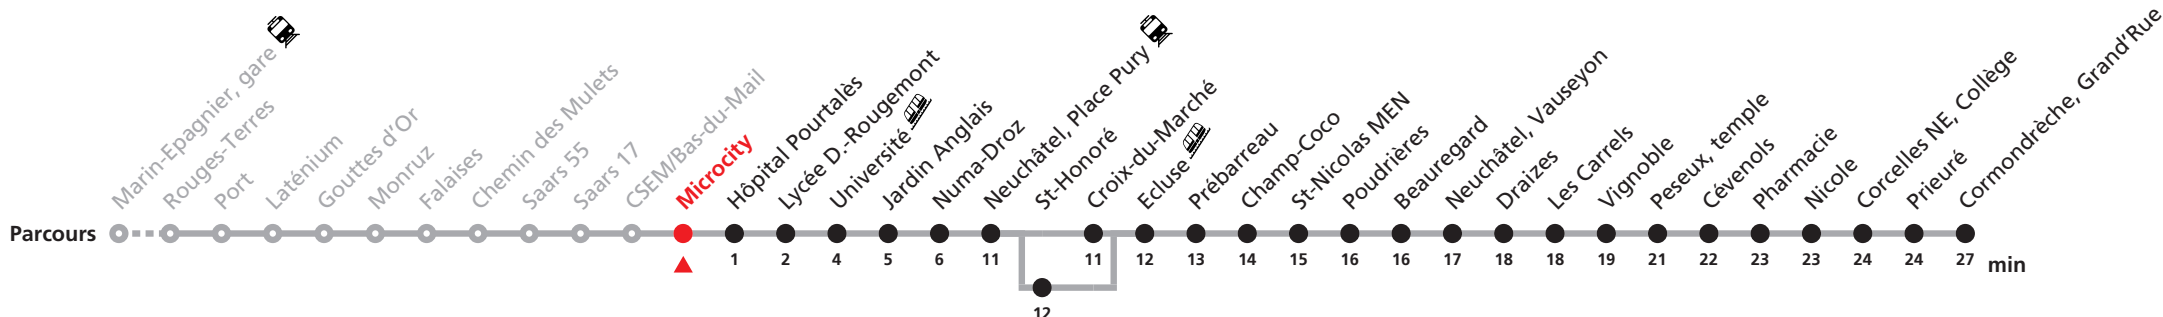 Marin-Epagnier, gare
Rouges-Terres
Port
Laténium
Gouttes d'Or
Monruz
Falaises
Chemin des Mulets
Saars 55
Saars 17
CSEM/Bas-du-Mail
Microcity
Hôpital Pourtalès
Lycée D.-Rougemont
Université
Jardin Anglais
Numa-Droz
Neuchâtel, Place Pury
St-Honoré
Croix-du-Marché
Ecluse
Prébarreau
Champ-Coco
St-Nicolas MEN
Poudrières
Beauregard
Neuchâtel, Vauseyon
Draizes
Les Carrels
Vignoble
Peseux, temple
Cévenols
Pharmacie
Nicole
Corcelles NE, Collège
Prieuré
Cormondrèche, Grand'Rue
Parcours
1 2 4 5 6 11 11 12 13 14 15 16 16 17 18 18 19 21 22 23 23 24 24 27 min
12